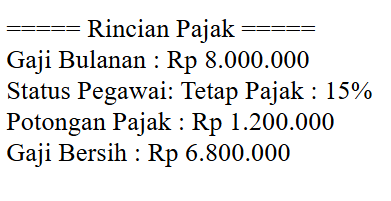 ===== Rincian Pajak =====
Gaji Bulanan : Rp 8.000.000
Status Pegawai: Tetap Pajak : 15%
Potongan Pajak : Rp 1.200.000
Gaji Bersih : Rp 6.800.000